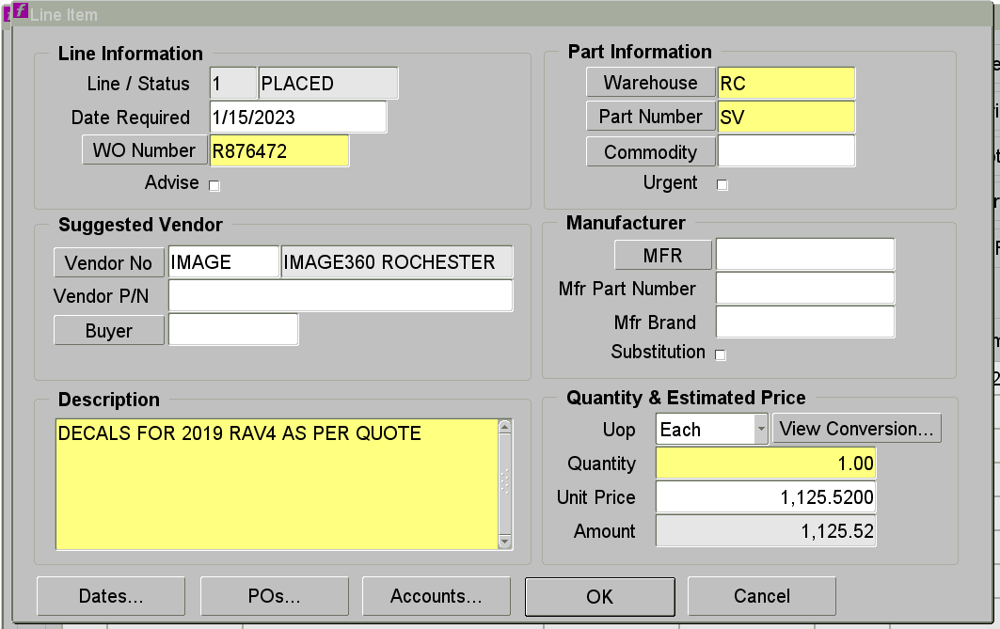 Line Item
Line Information
Line / Status 1 PLACED
Date Required 1/15/2023
WO Number R876472
Advise
Part Information
Warehouse RC
Part Number SV
Commodity
Urgent
Suggested Vendor
Vendor No IMAGE IMAGE360 ROCHESTER
Vendor P/N
Buyer
Manufacturer
MFR
Mfr Part Number
Mfr Brand
Substitution
Description
DECALS FOR 2019 RAV4 AS PER QUOTE
Quantity & Estimated Price
Uop Each View Conversion...
Quantity 1.00
Unit Price 1,125.5200
Amount 1,125.52
Dates... POs... Accounts... OK Cancel